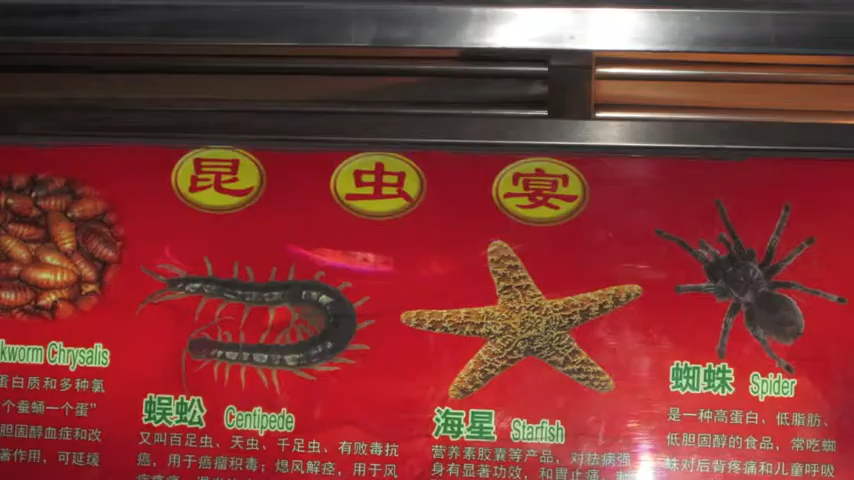 昆虫宴
kworm Chrysalis
蛋白质和多种氯
个蚕蛹一个蛋"
胆固醇血症和改
著作用，可延缓
蜈蚣 Centipede
又叫百足虫、天虫、千足虫、有败毒抗
癌，用于癌瘤积毒；熄风解痉，用于风
海星 Starfish
营养素胶囊等产品，对祛病强
身有显著功效，和胃止痛，制
蜘蛛 Spider
是一种高蛋白、低脂肪、
低胆固醇的食品，常吃蜘
蛛对后背疼痛和儿童呼吸